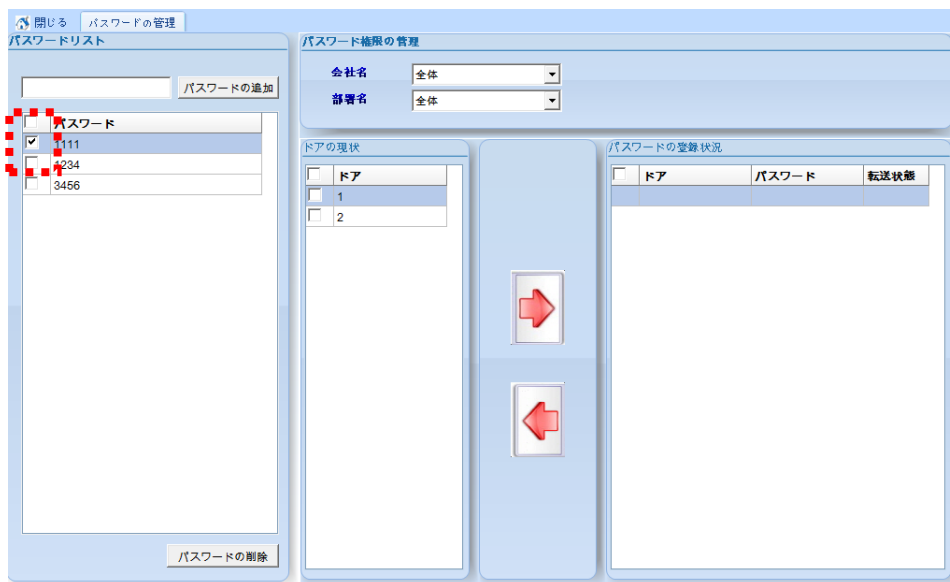 閉じる パスワードの管理
パスワードリスト
パスワードの追加
パスワード
1111
1234
3456
パスワードの削除
パスワード権限の管理
会社名 全体
部署名 全体
ドアの現状
ドア
1
2
パスワードの登録状況
ドア パスワード 転送状態